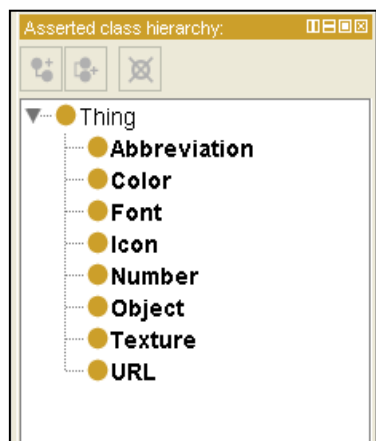 Asserted class hierarchy:
Thing
Abbreviation
Color
Font
Icon
Number
Object
Texture
URL